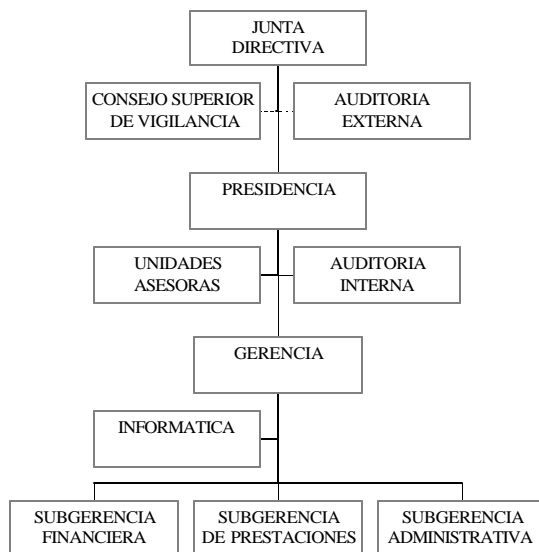 JUNTA
DIRECTIVA
CONSEJO SUPERIOR
DE VIGILANCIA
AUDITORIA
EXTERNA
PRESIDENCIA
UNIDADES
ASESORAS
AUDITORIA
INTERNA
GERENCIA
INFORMATICA
SUBGERENCIA
FINANCIERA
SUBGERENCIA
DE PRESTACIONES
SUBGERENCIA
ADMINISTRATIVA